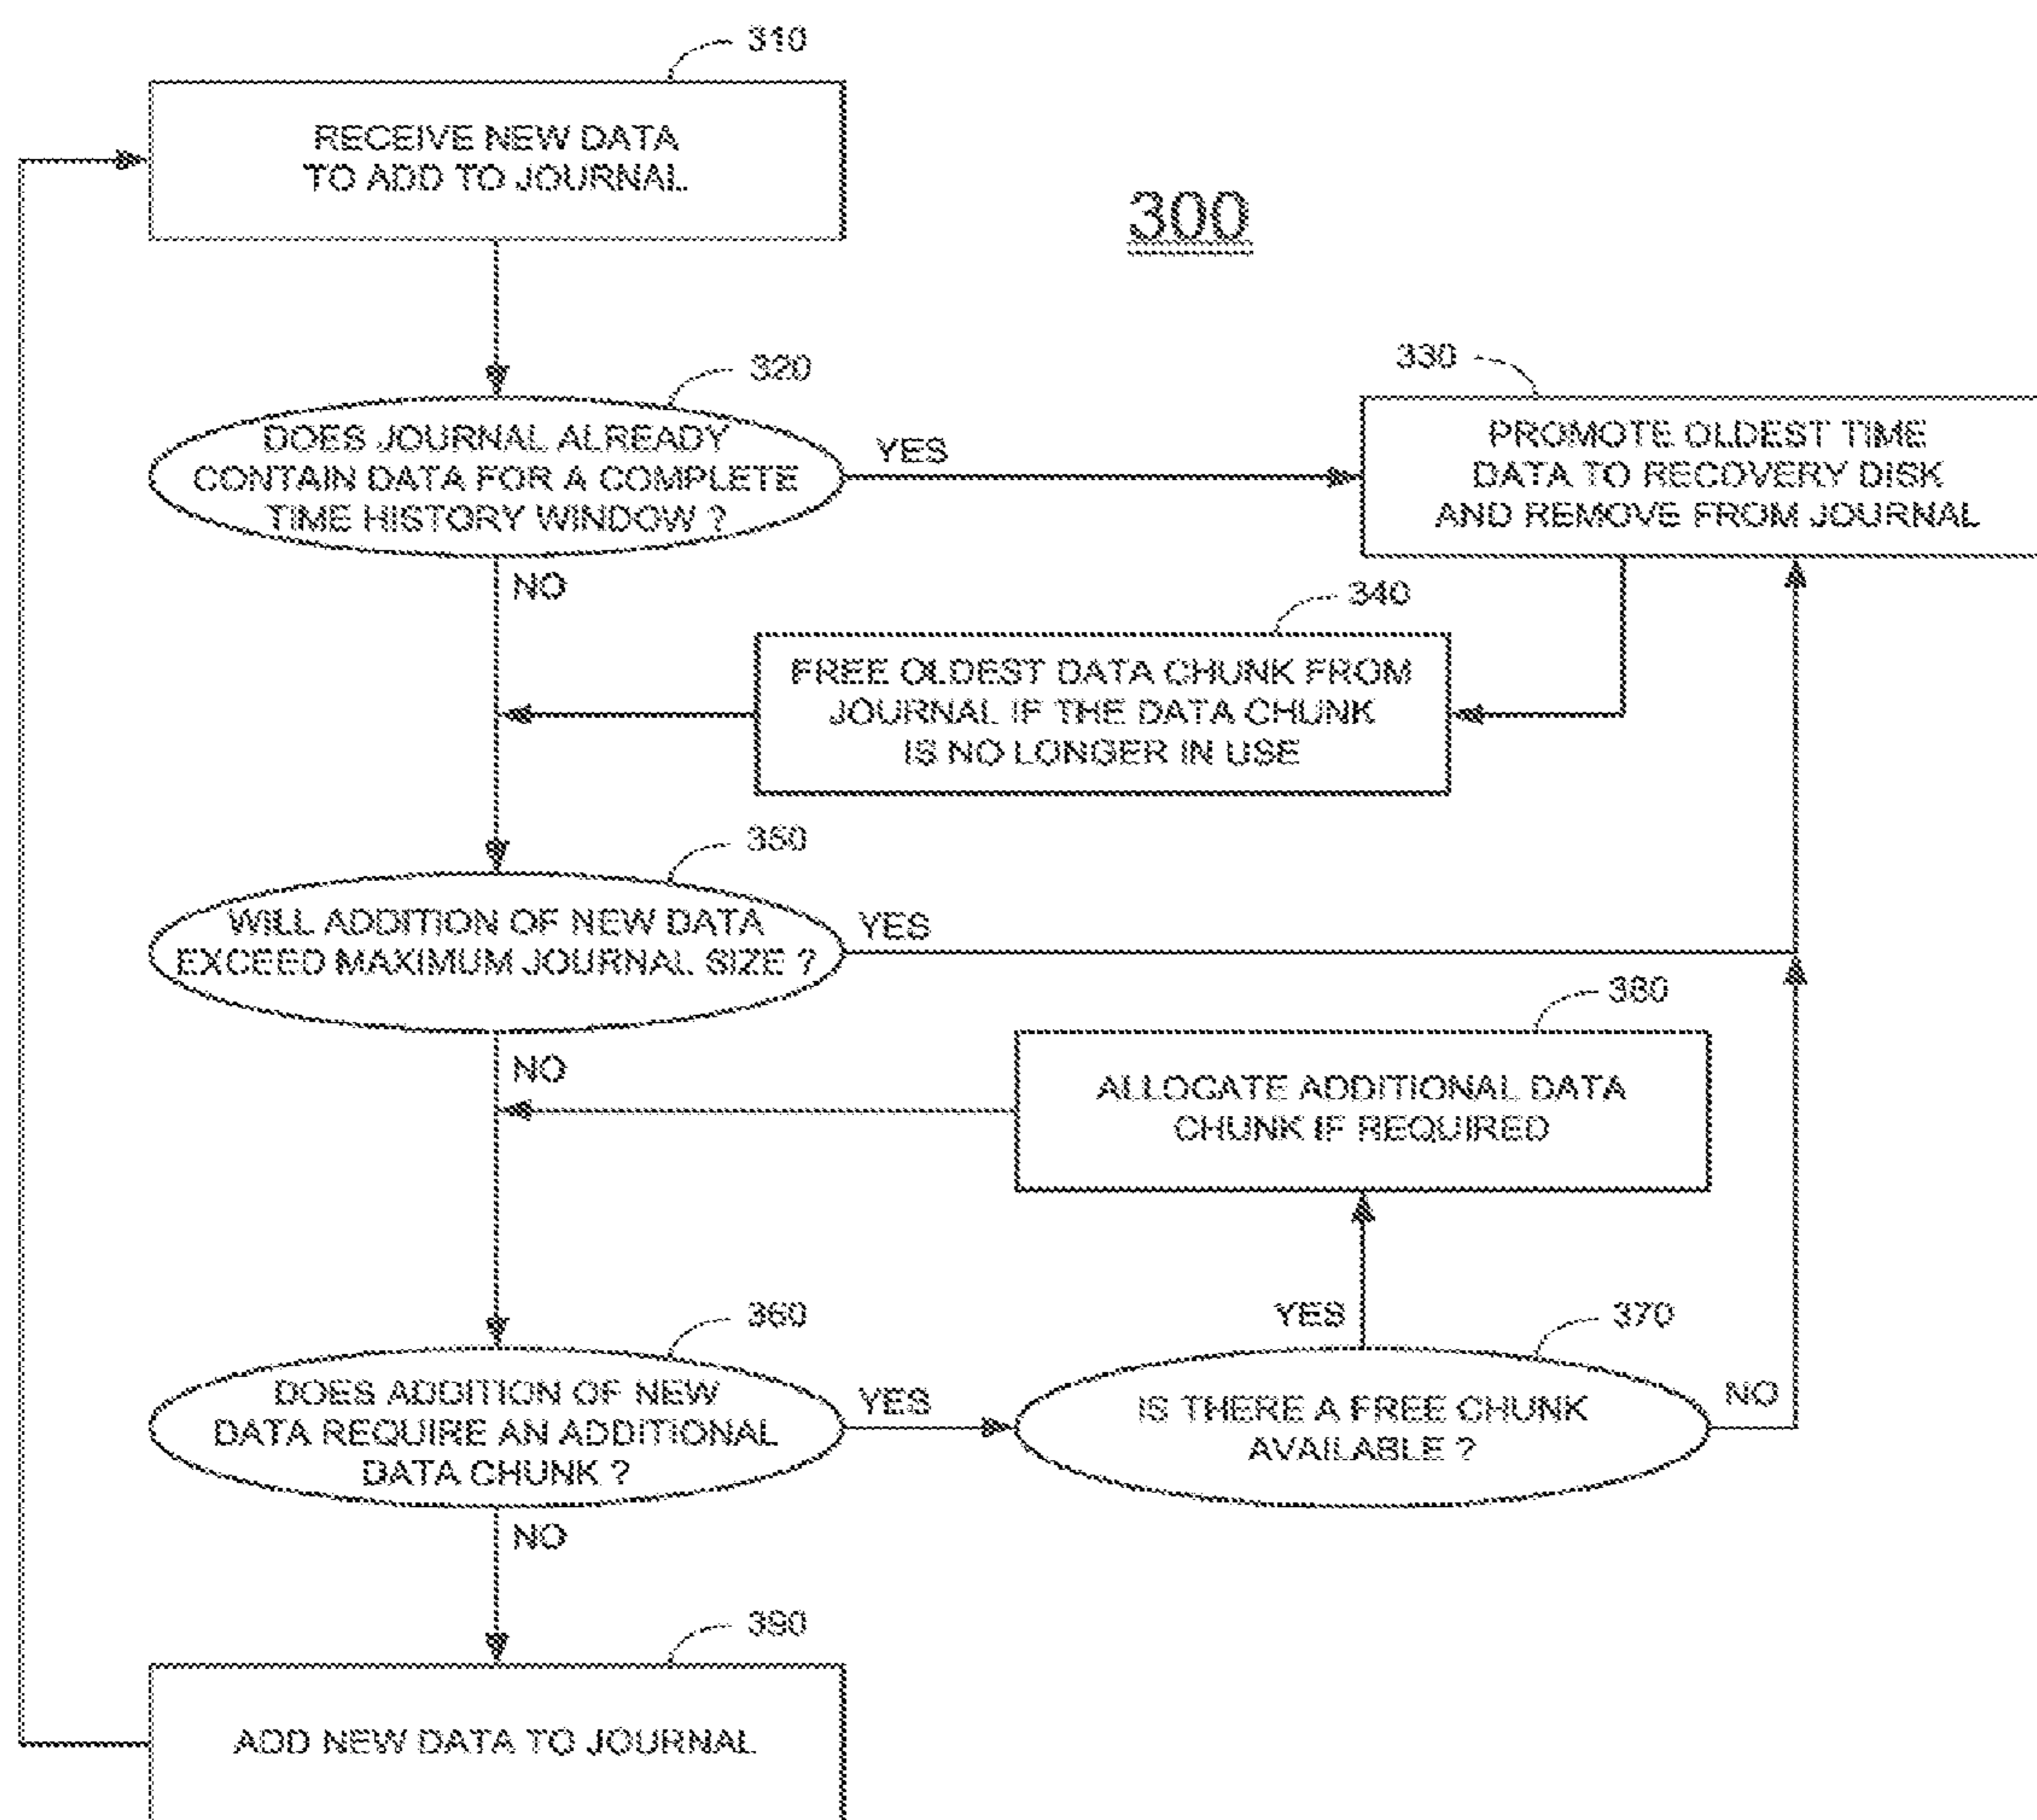 310
RECEIVE NEW DATA
TO ADD TO JOURNAL
300
320
DOES JOURNAL ALREADY
CONTAIN DATA FOR A COMPLETE
TIME HISTORY WINDOW ?
YES
NO
330
PROMOTE OLDEST TIME
DATA TO RECOVERY DISK
AND REMOVE FROM JOURNAL
340
FREE OLDEST DATA CHUNK FROM
JOURNAL IF THE DATA CHUNK
IS NO LONGER IN USE
350
WILL ADDITION OF NEW DATA
EXCEED MAXIMUM JOURNAL SIZE ?
YES
NO
380
ALLOCATE ADDITIONAL DATA
CHUNK IF REQUIRED
360
DOES ADDITION OF NEW
DATA REQUIRE AN ADDITIONAL
DATA CHUNK ?
YES
NO
YES
370
IS THERE A FREE CHUNK
AVAILABLE ?
NO
390
ADD NEW DATA TO JOURNAL